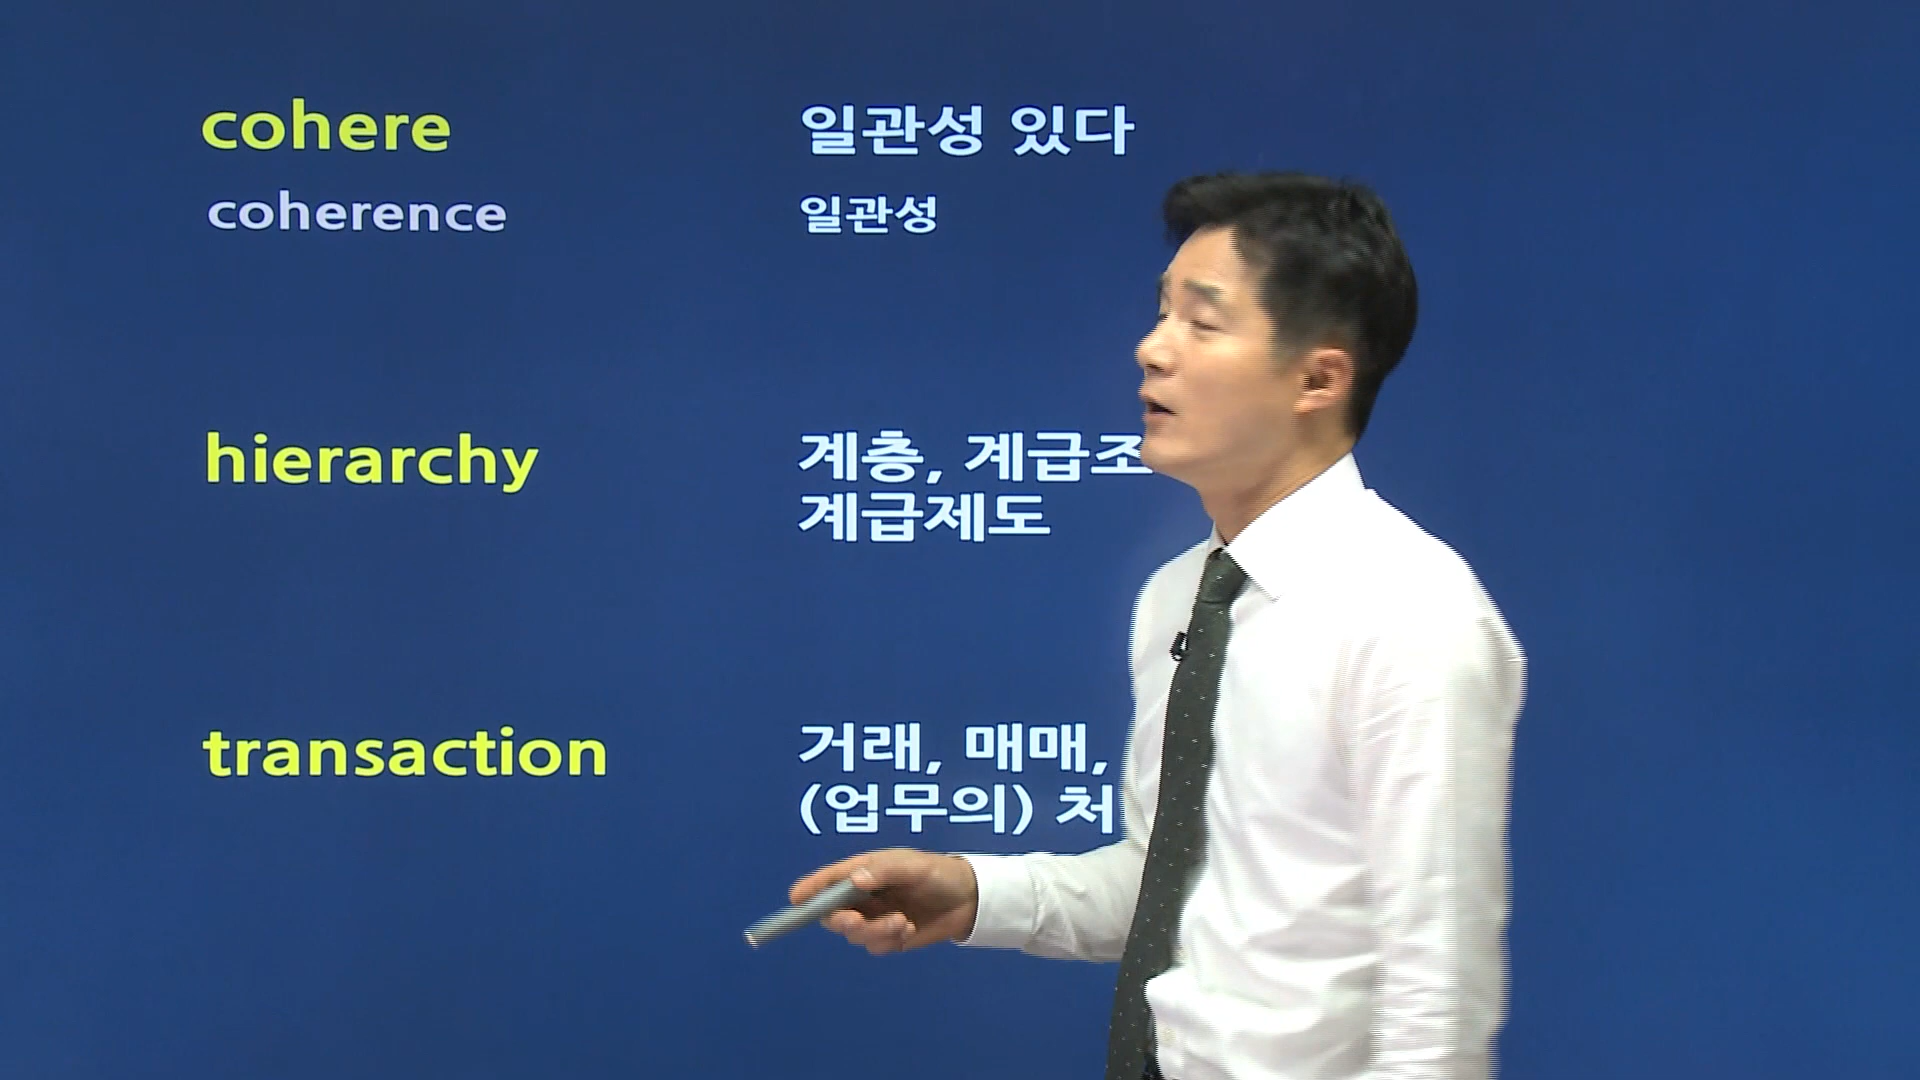 cohere 일관성 있다
coherence 일관성
hierarchy 계층, 계급조
계급제도
transaction 거래, 매매,
(업무의) 처